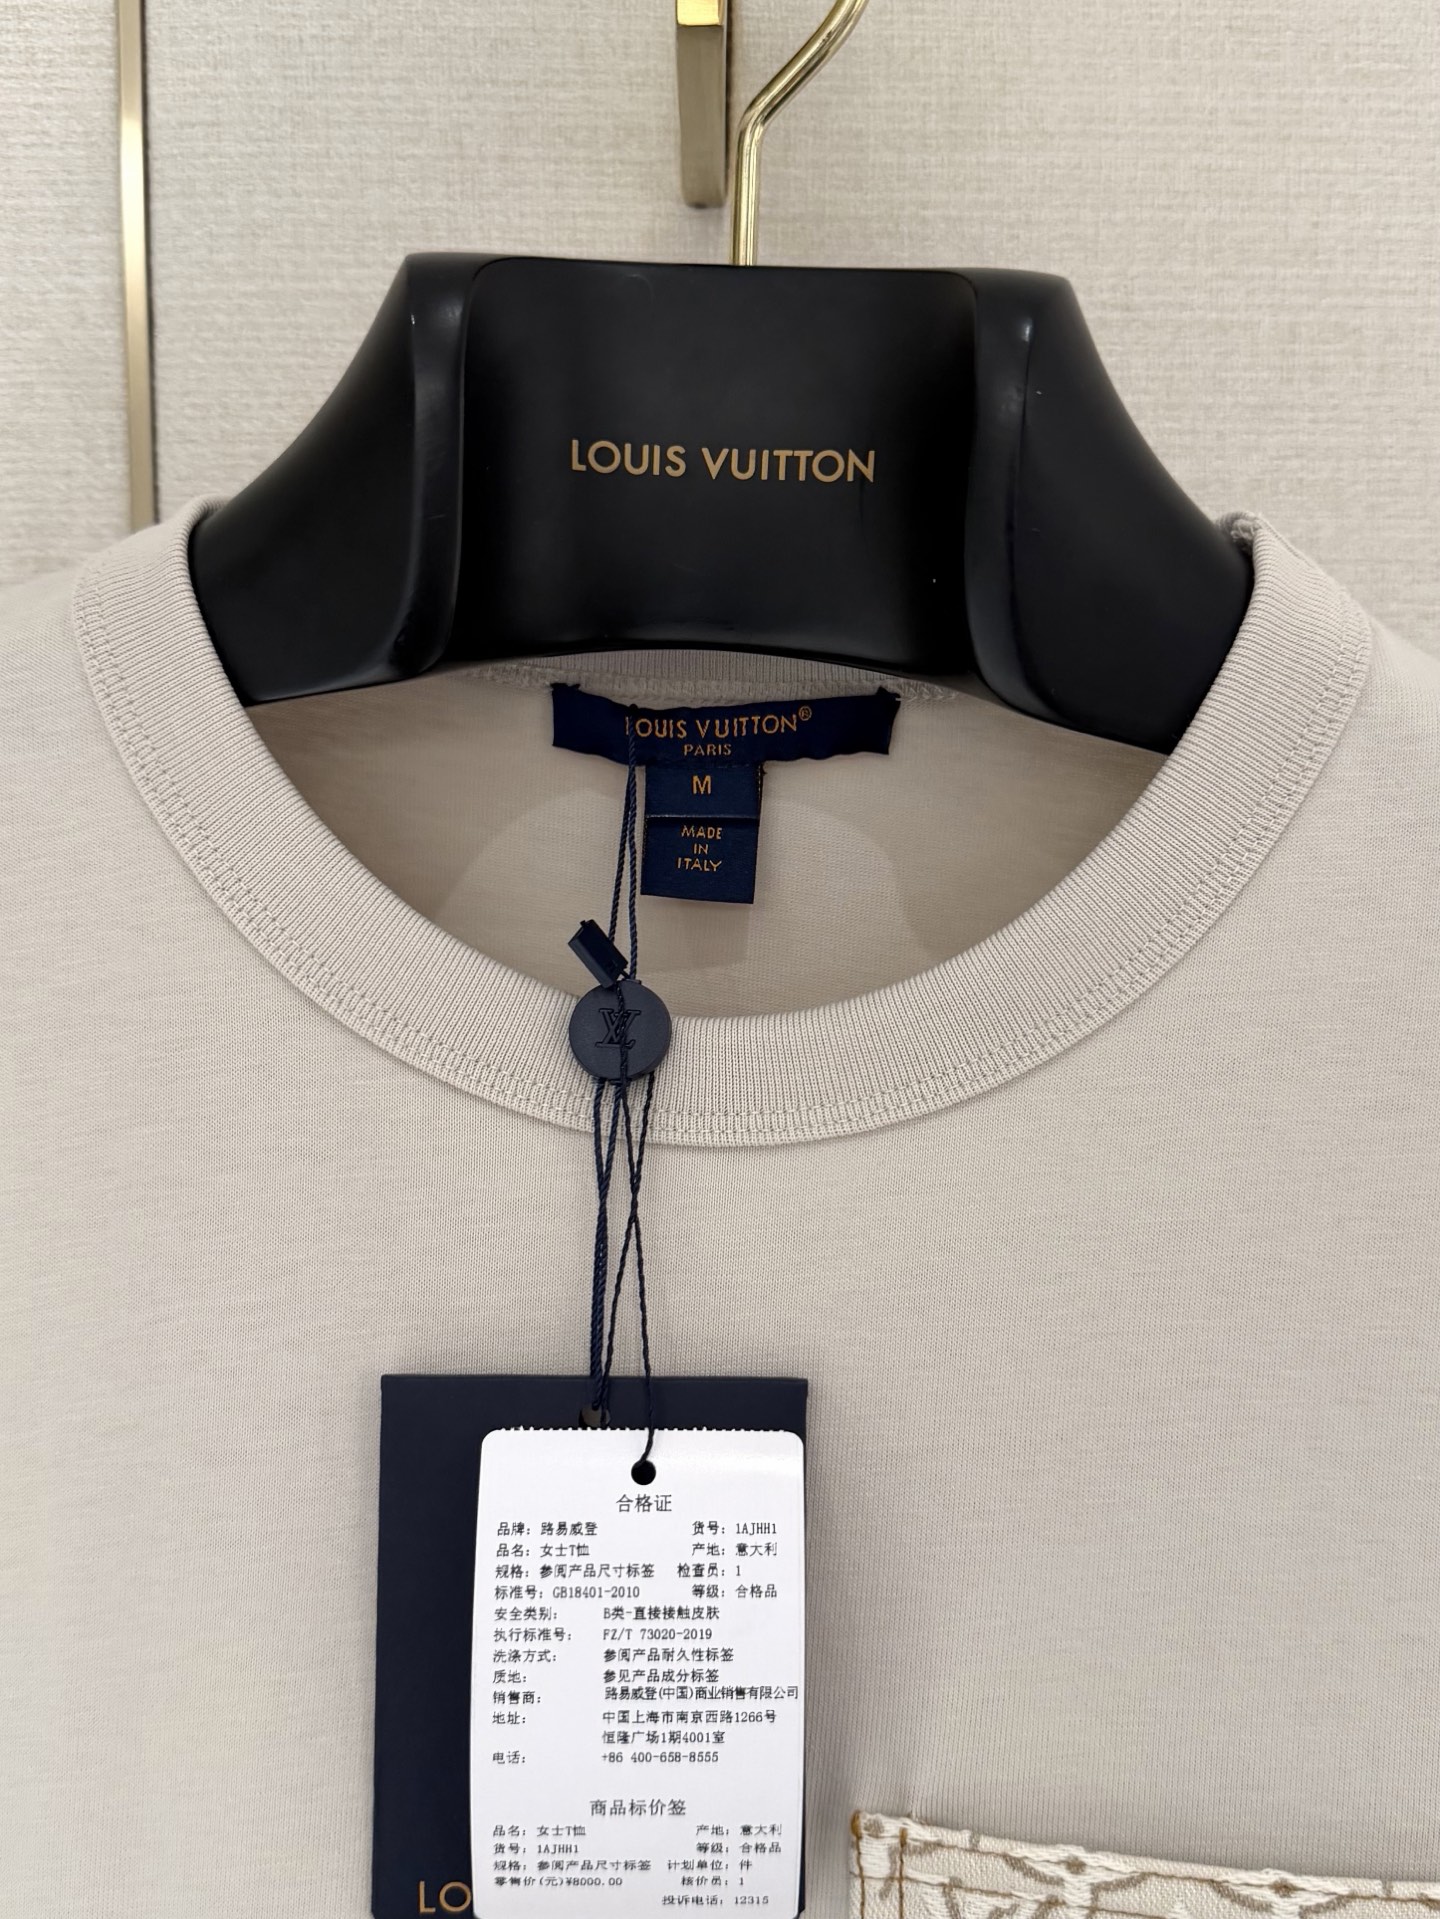 LOUIS VUITTON
LOUIS VUITTON®
PARIS
M
MADE
IN
ITALY
LV
合格证
品牌：路易威登 货号：1AJHH1
品名：女士T恤 产地：意大利
规格：参阅产品尺寸标签 检查员：1
标准号：GB18401-2010 等级：合格品
安全类别： B类-直接接触皮肤
执行标准号： FZ/T 73020-2019
洗涤方式： 参阅产品耐久性标签
质地： 参见产品成分标签
销售商： 路易威登(中国)商业销售有限公司
地址： 中国上海市南京西路1266号
恒隆广场1期4001室
电话： +86 400-658-8555
商品标价签
品名：女士T恤 产地：意大利
货号：1AJHH1 等级：合格品
规格：参阅产品尺寸标签 计划单位：件
零售价(元)¥8000.00 核价员：1
投诉电话：12315
LO